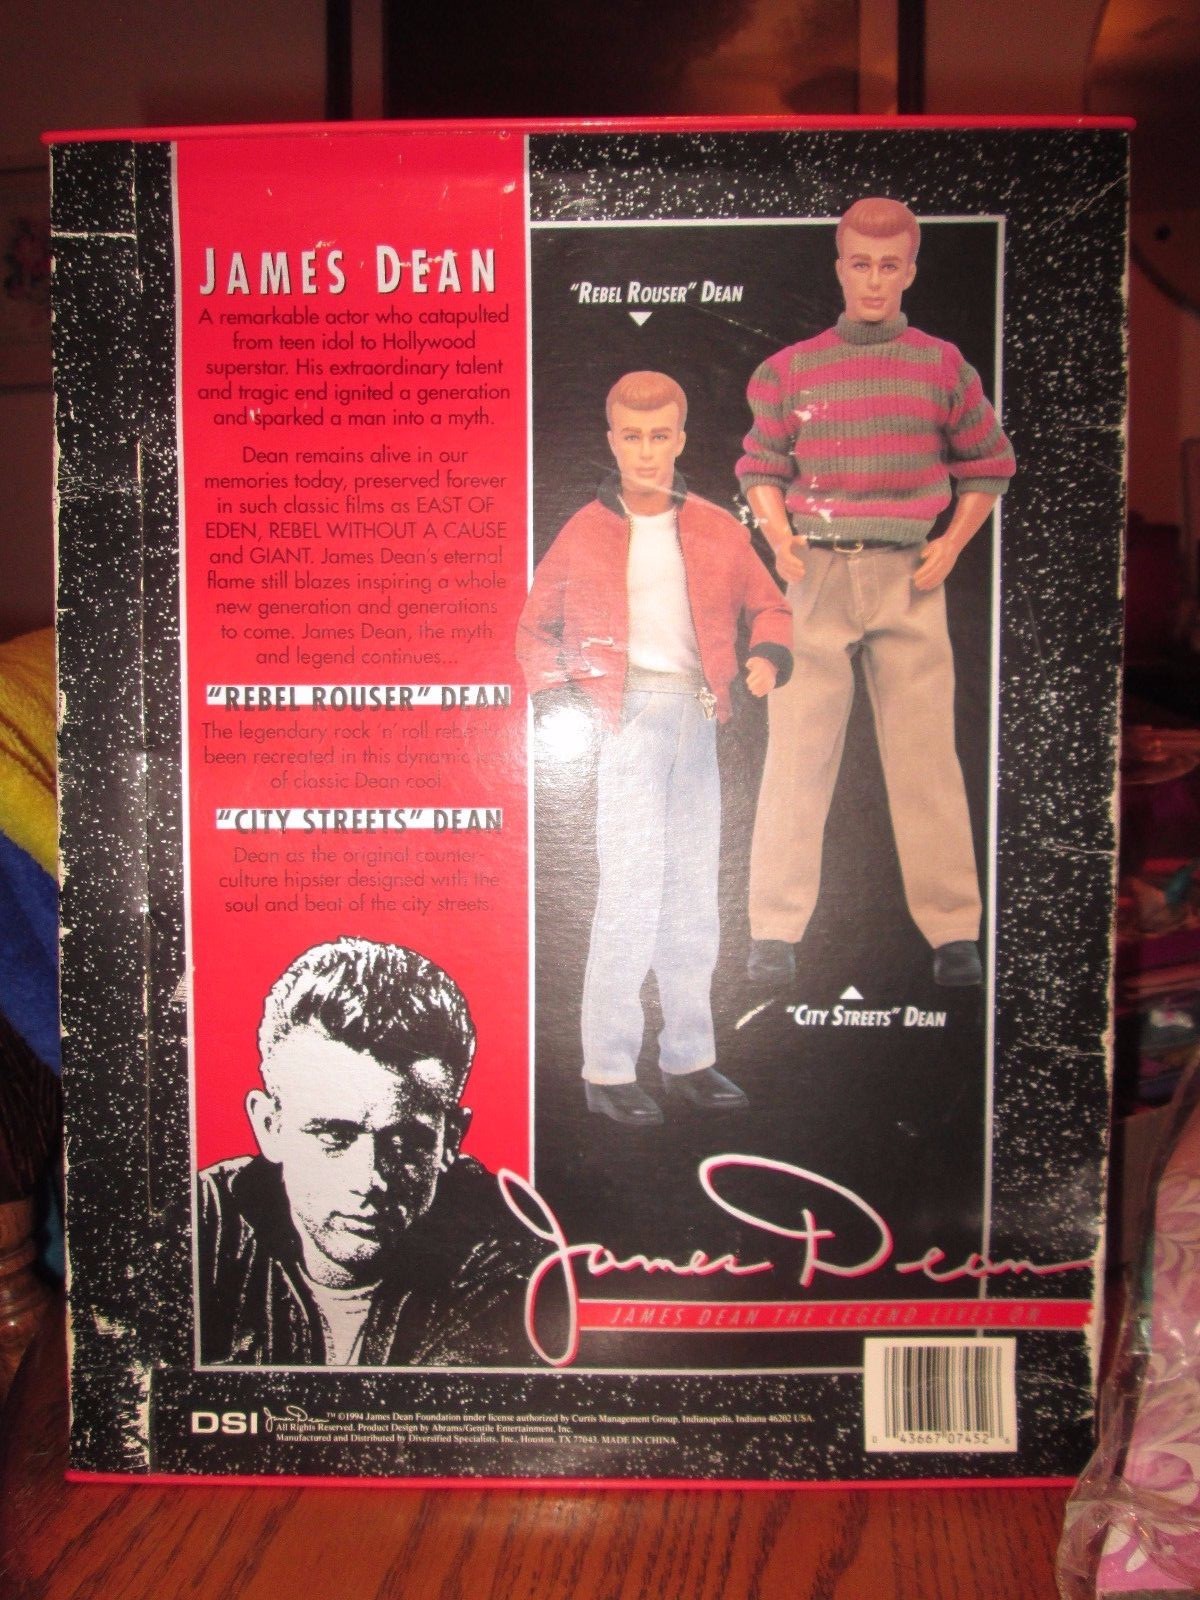 JAMES DEAN
A remarkable actor who catapulted
from teen idol to Hollywood
superstar. His extraordinary talent
and tragic end ignited a generation
and sparked a man into a myth.
Dean remains alive in our
memories today, preserved forever
in such classic films as EAST OF
EDEN, REBEL WITHOUT A CAUSE
and GIANT. James Dean's eternal
flame still blazes inspiring a whole
new generation and generations
to come. James Dean, the myth
and legend continues...
"REBEL ROUSER" DEAN
The legendary rock 'n' roll
been recreated in this dynamic
of classic Dean cool.
"CITY STREETS" DEAN
Dean as the original counter-
culture hipster designed with the
soul and beat of the city streets.
"REBEL ROUSER" DEAN
"CITY STREETS" DEAN
James Dean
JAMES DEAN THE LEGEND LIVES ON
DSI James Dean™ ©1994 James Dean Foundation under license authorized by Curtis Management Group, Indianapolis, Indiana 46202 USA.
All Rights Reserved. Product Design by Abrams/Gentile Entertainment, Inc.
Manufactured and Distributed by Diversified Specialists, Inc., Houston, TX 77043. MADE IN CHINA.
0 43667 07452 6